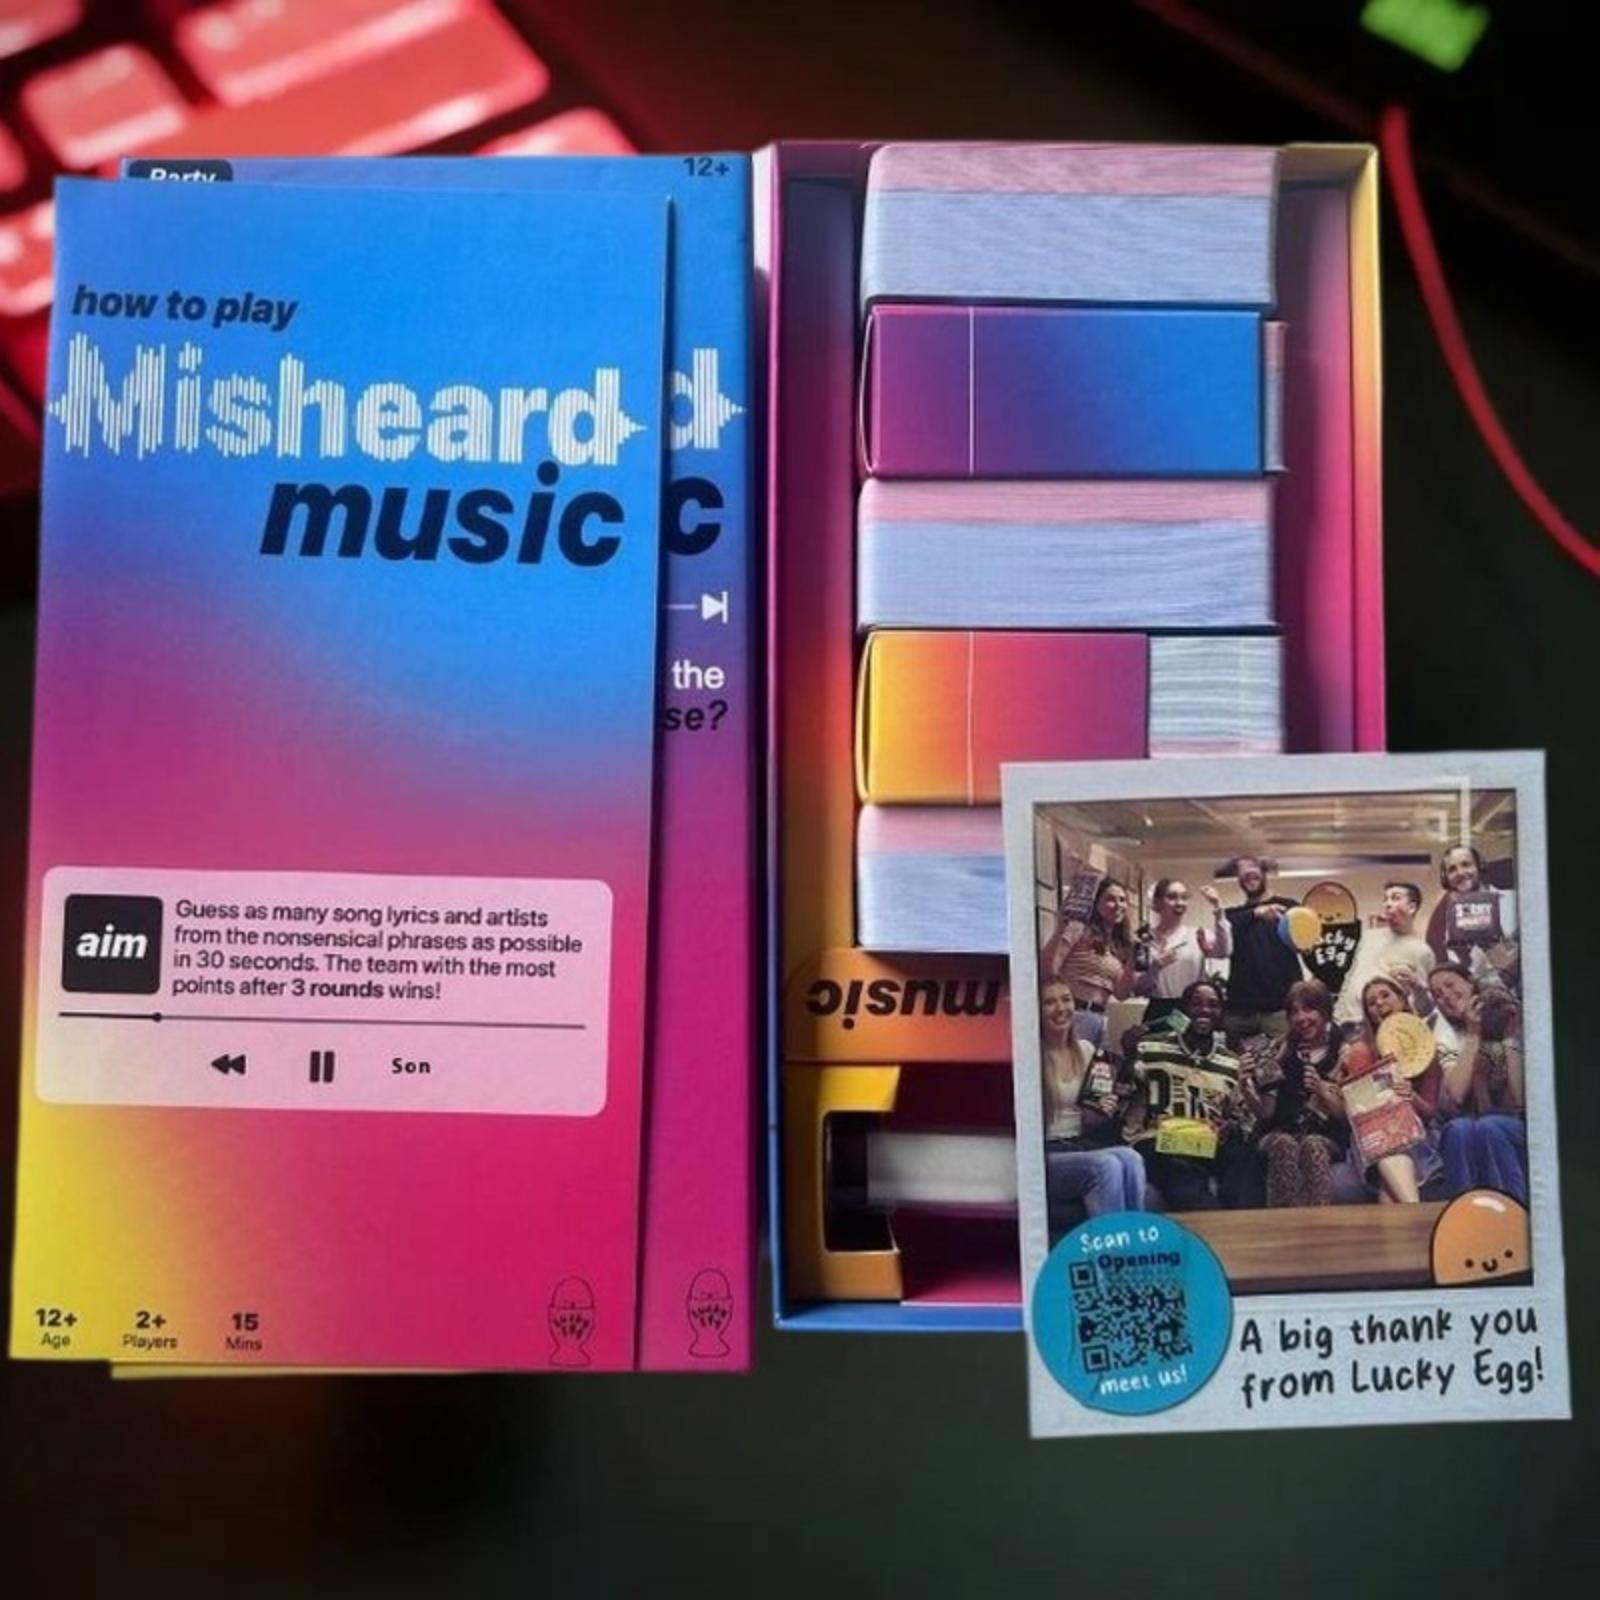 Party
12+
how to play
Misheard
music
d
c
the
se?
aim
Guess as many song lyrics and artists
from the nonsensical phrases as possible
in 30 seconds. The team with the most
points after 3 rounds wins!
Son
12+
Age
2+
Players
15
Mins
music
Scan to
Opening
meet us!
A big thank you
from Lucky Egg!